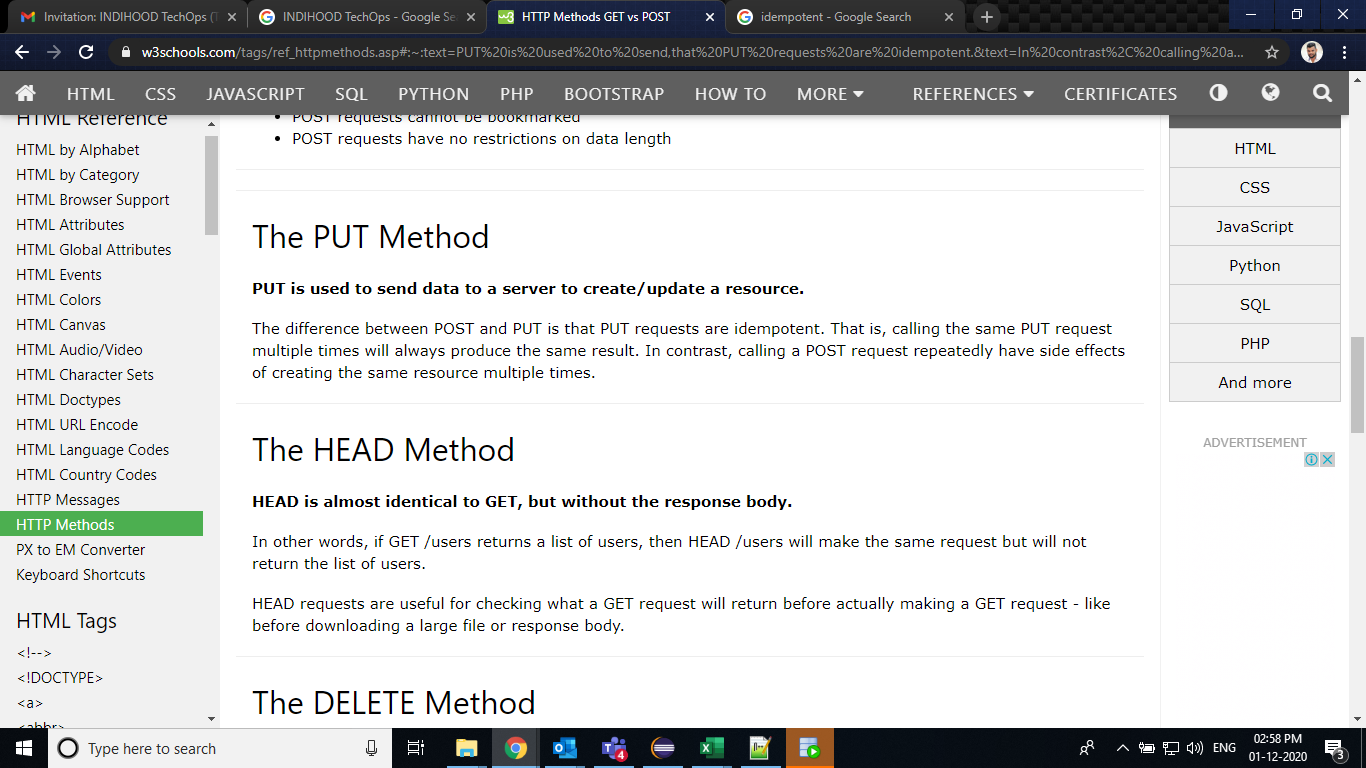 Invitation: INDIHOOD TechOps (T
INDIHOOD TechOps - Google Se
HTTP Methods GET vs POST
idempotent - Google Search
w3schools.com/tags/ref_httpmethods.asp#:~:text=PUT%20is%20used%20to%20send,that%20PUT%20requests%20are%20idempotent.&text=In%20contrast%2C%20calling%20a...
HTML CSS JAVASCRIPT SQL PYTHON PHP BOOTSTRAP HOW TO MORE REFERENCES CERTIFICATES
HTML Reference
HTML by Alphabet
HTML by Category
HTML Browser Support
HTML Attributes
HTML Global Attributes
HTML Events
HTML Colors
HTML Canvas
HTML Audio/Video
HTML Character Sets
HTML Doctypes
HTML URL Encode
HTML Language Codes
HTML Country Codes
HTTP Messages
HTTP Methods
PX to EM Converter
Keyboard Shortcuts
HTML Tags
<!-->
<!DOCTYPE>
<a>
<abbr>
• POST requests cannot be bookmarked
• POST requests have no restrictions on data length
The PUT Method
PUT is used to send data to a server to create/update a resource.
The difference between POST and PUT is that PUT requests are idempotent. That is, calling the same PUT request
multiple times will always produce the same result. In contrast, calling a POST request repeatedly have side effects
of creating the same resource multiple times.
The HEAD Method
HEAD is almost identical to GET, but without the response body.
In other words, if GET /users returns a list of users, then HEAD /users will make the same request but will not
return the list of users.
HEAD requests are useful for checking what a GET request will return before actually making a GET request - like
before downloading a large file or response body.
The DELETE Method
HTML
CSS
JavaScript
Python
SQL
PHP
And more
ADVERTISEMENT
Type here to search
4
ENG
02:58 PM
01-12-2020
3